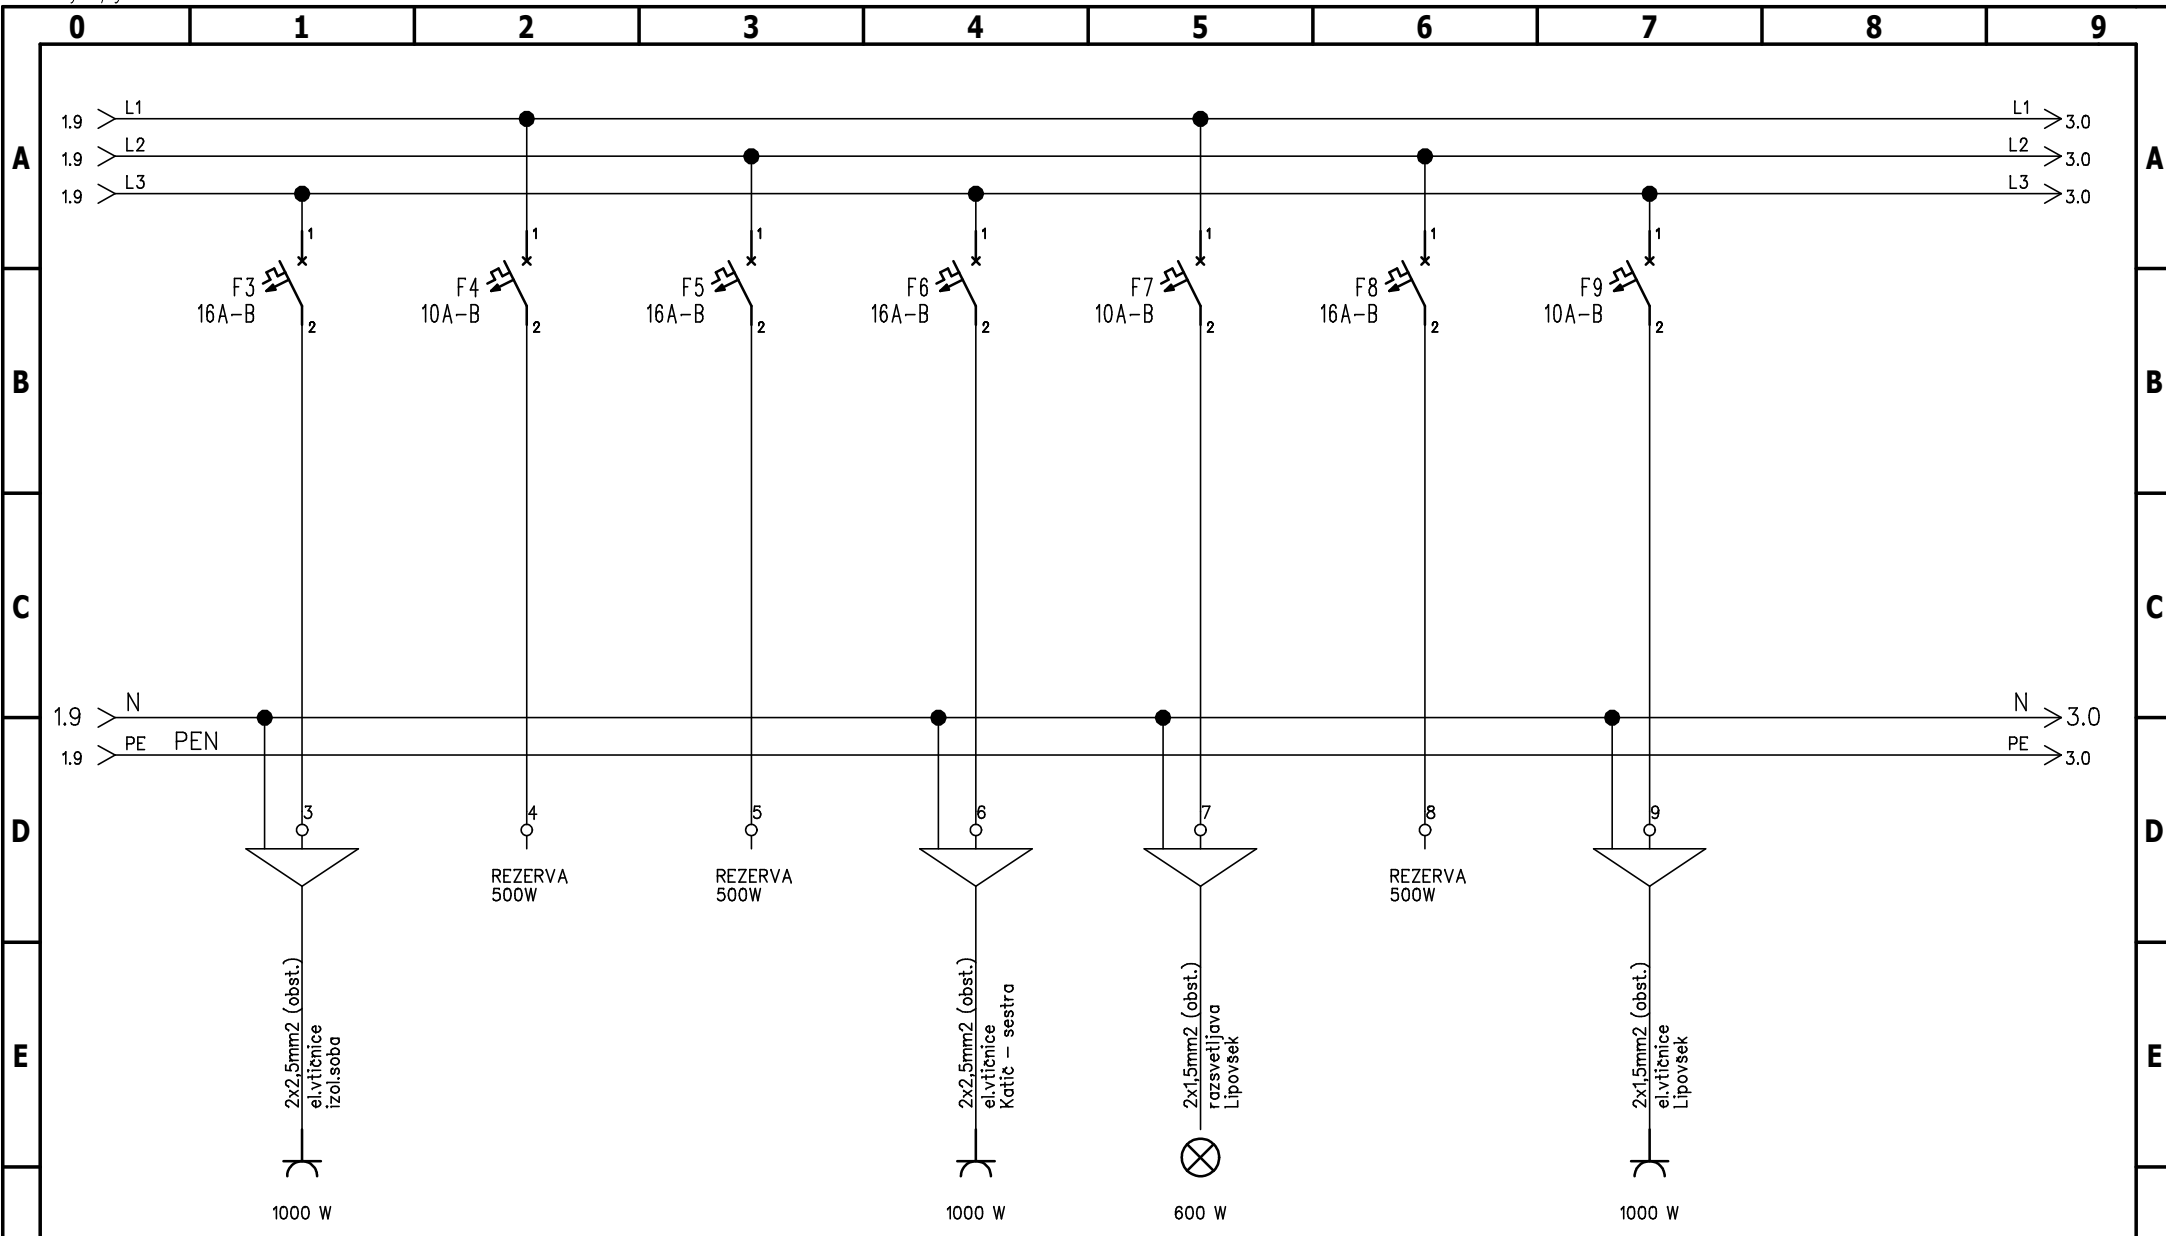 0 1 2 3 4 5 6 7 8 9
1.9 L1 L1 3.0
A 1.9 L2 L2 3.0 A
1.9 L3 L3 3.0
1 1 1 1 1 1 1
F3 F4 F5 F6 F7 F8 F9
16A-B 10A-B 16A-B 16A-B 10A-B 16A-B 10A-B
2 2 2 2 2 2 2
B B
C C
1.9 N N 3.0
1.9 PE PEN PE 3.0
3 4 5 6 7 8 9
D D
REZERVA REZERVA REZERVA
500W 500W 500W
E E
2x2,5mm2 (obst.)
el.vtičnice
izol.soba
2x2,5mm2 (obst.)
el.vtičnice
Katič - sestra
2x1,5mm2 (obst.)
razsvetljava
Lipovšek
2x1,5mm2 (obst.)
el.vtičnice
Lipovšek
1000 W 1000 W 600 W 1000 W